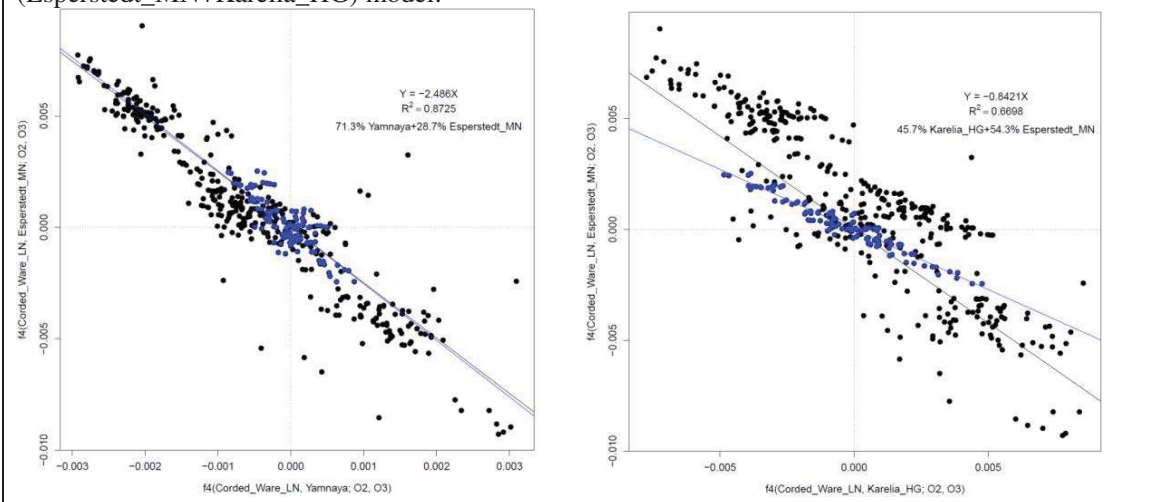 (Esperstedt_MN+Karelia_HG) model.
Y = −2.486X
R² = 0.8725
71.3% Yamnaya+28.7% Esperstedt_MN
f4(Corded_Ware_LN, Esperstedt_MN; O2, O3)
0.005
0.000
−0.005
−0.010
−0.003 −0.002 −0.001 0.000 0.001 0.002 0.003
f4(Corded_Ware_LN, Yamnaya; O2, O3)
Y = −0.8421X
R² = 0.6698
45.7% Karelia_HG+54.3% Esperstedt_MN
f4(Corded_Ware_LN, Esperstedt_MN; O2, O3)
0.005
0.000
−0.005
−0.010
−0.005 0.000 0.005
f4(Corded_Ware_LN, Karelia_HG; O2, O3)